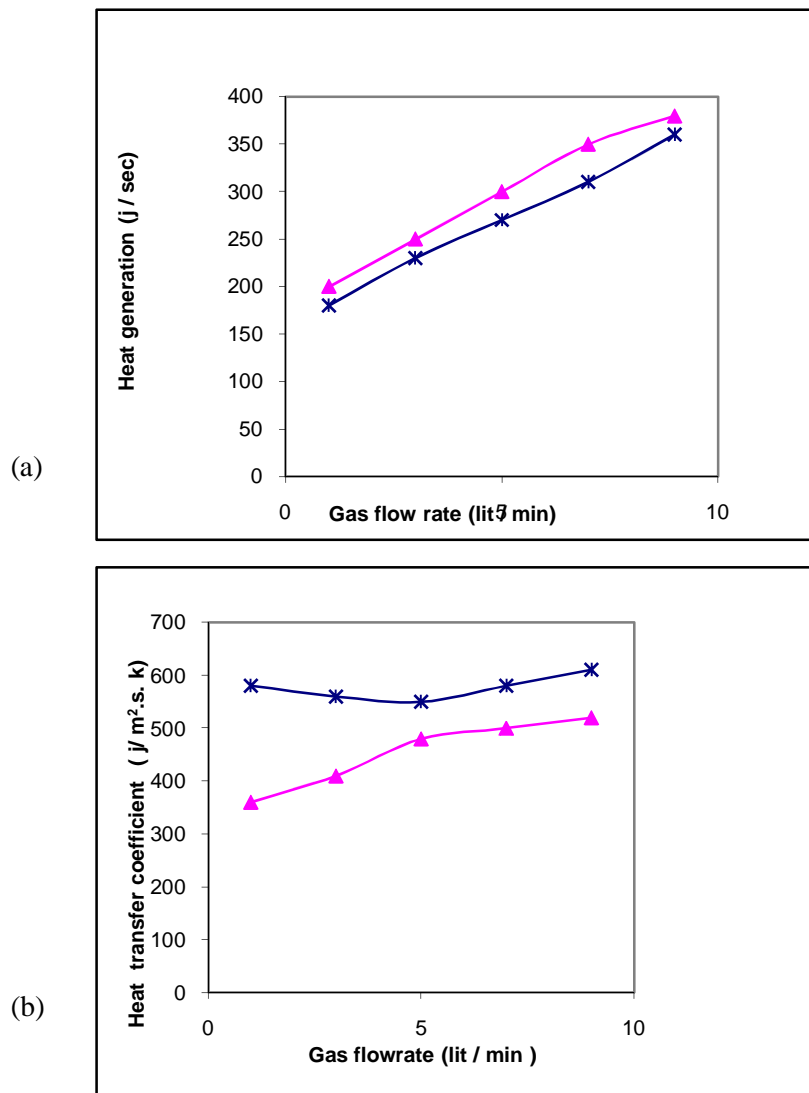 400
350
300
250
200
150
100
50
0
Heat generation (j / sec)
0 5 10
Gas flow rate (lit / min)
(a)
700
600
500
400
300
200
100
0
Heat transfer coefficient ( j/ m².s. k)
0 5 10
Gas flowrate (lit / min )
(b)